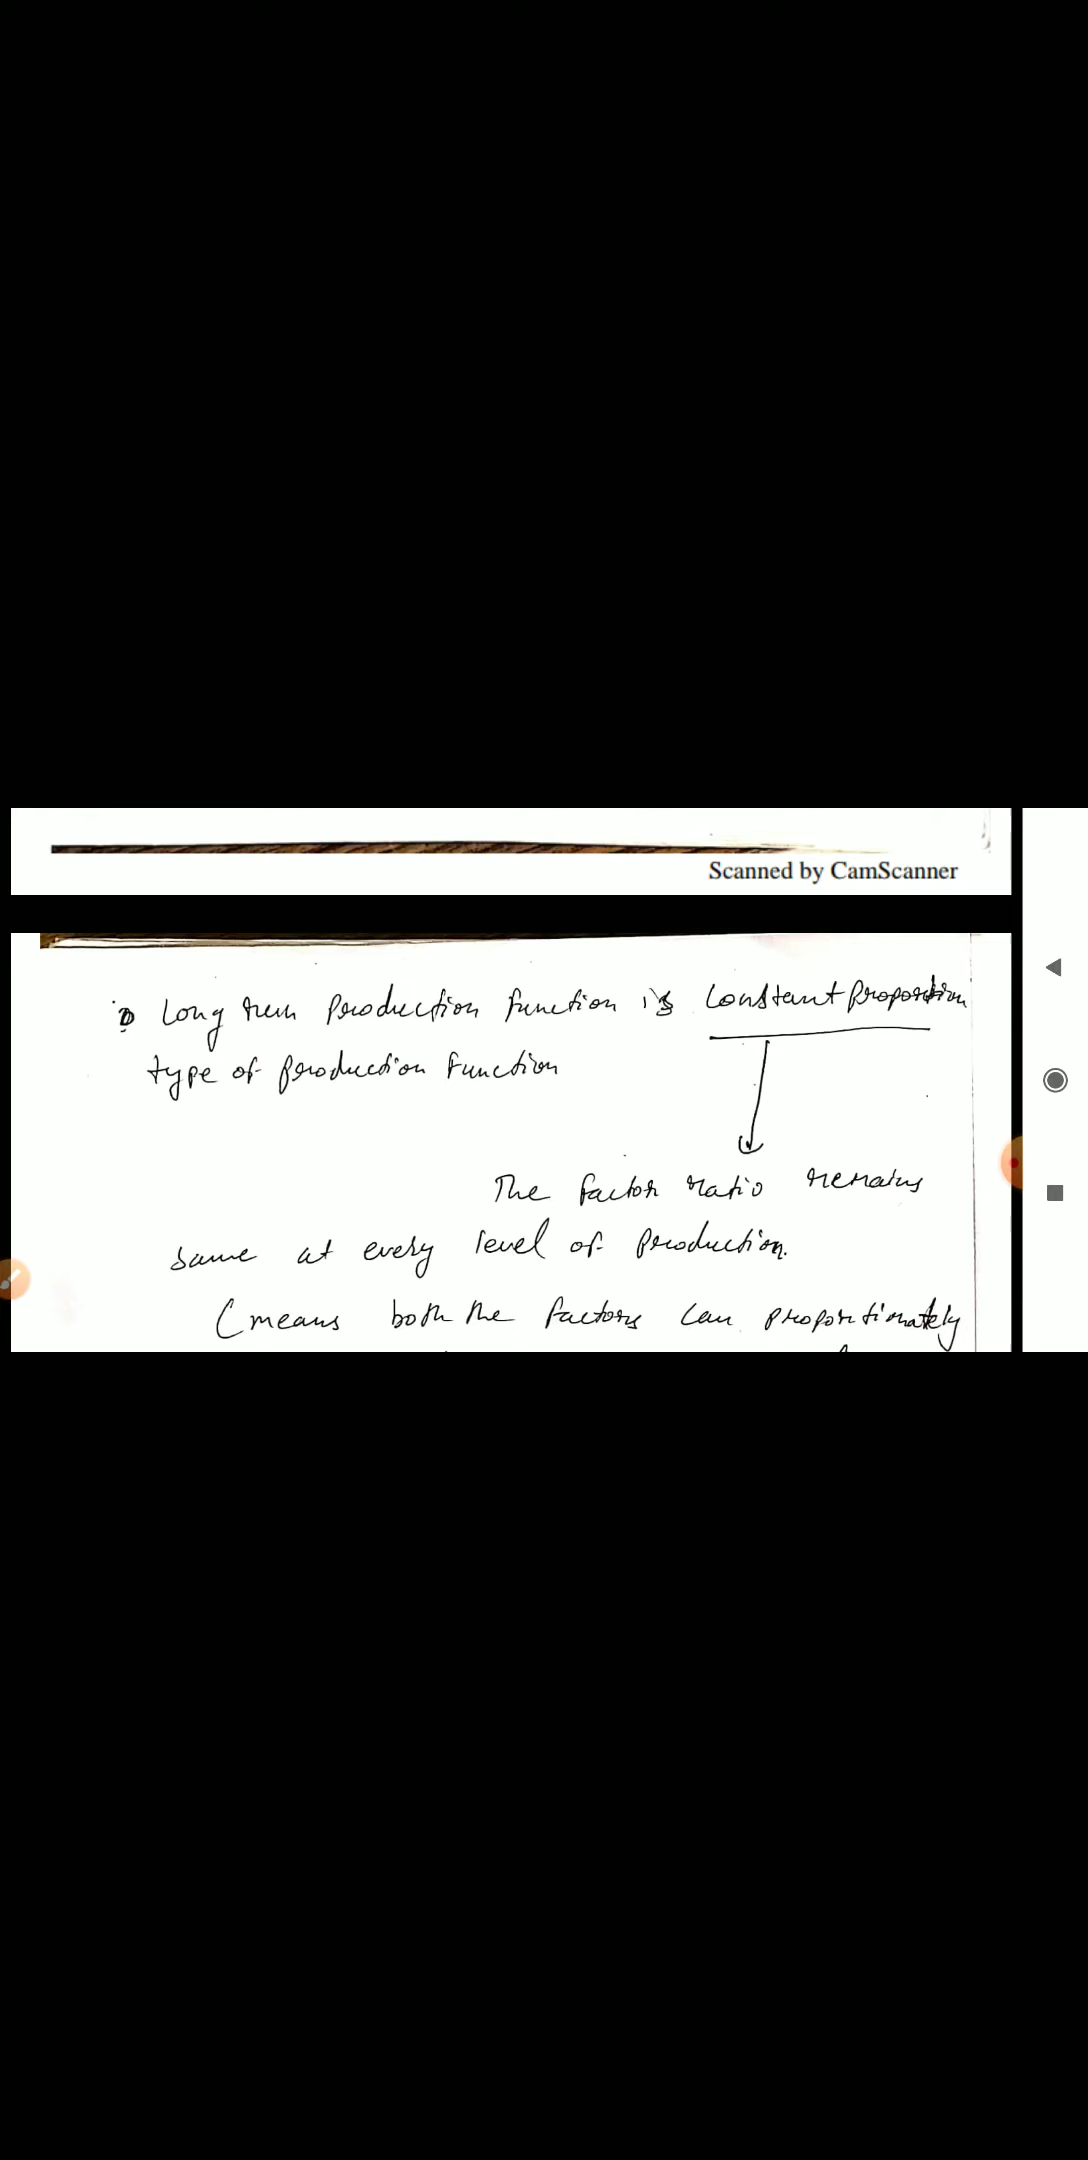 Scanned by CamScanner
Long run Production function is Constant proportion
type of production function
The factor ratio remains
same at every level of production.
(means both the factors can proportionately